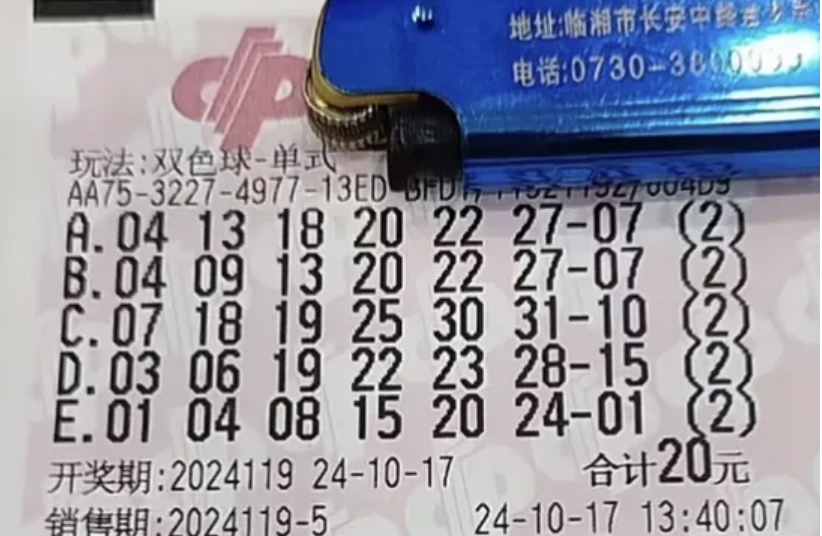 地址:临湘市长安中路
电话:0730-3
玩法:双色球-单式
AA75-3227-4977-13ED
A.04 13 18 20 22 27-07 (2)
B.04 09 13 20 22 27-07 (2)
C.07 18 19 25 30 31-10 (2)
D.03 06 19 22 23 28-15 (2)
E.01 04 08 15 20 24-01 (2)
开奖期:2024119 24-10-17 合计20元
销售期:2024119-5 24-10-17 13:40:07